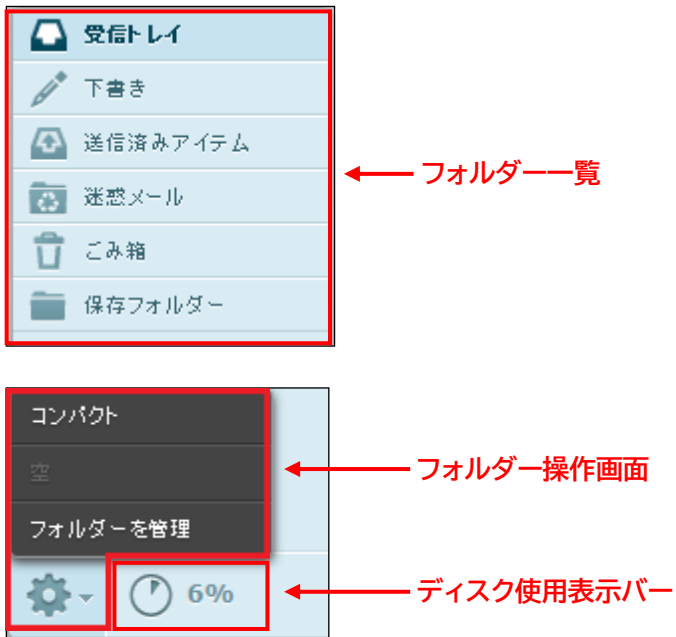 受信トレイ
下書き
送信済みアイテム
フォルダー一覧
迷惑メール
ごみ箱
保存フォルダー
コンパクト
空
フォルダー操作画面
フォルダーを管理
6%
ディスク使用表示バー